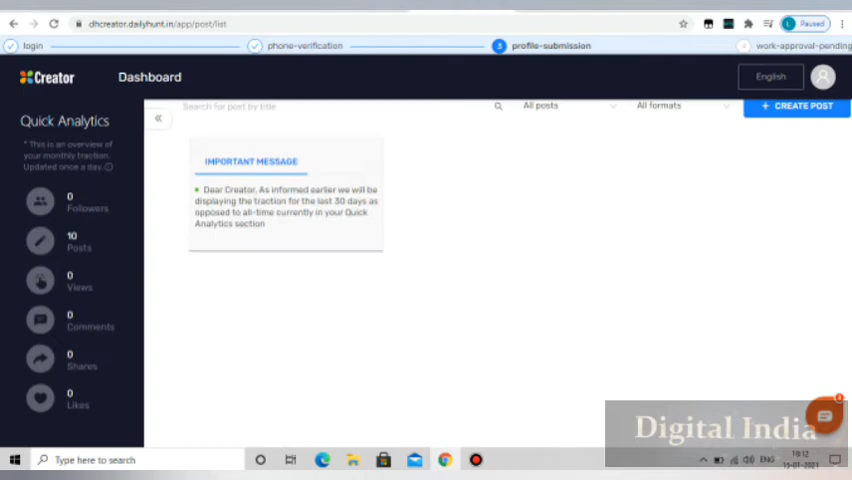 dhcreator.dailyhunt.in/app/post/list
Paused
login
phone-verification
3 profile-submission
4 work-approval-pending
Creator
Dashboard
English
Quick Analytics
* This is an overview of
your monthly traction.
Updated once a day.
0
Followers
10
Posts
0
Views
0
Comments
0
Shares
0
Likes
Search for post by title
All posts
All formats
+ CREATE POST
IMPORTANT MESSAGE
Dear Creator, As informed earlier we will be
displaying the traction for the last 30 days as
opposed to all-time currently in your Quick
Analytics section
Digital India
Type here to search
ENG
18:12
15-01-2021